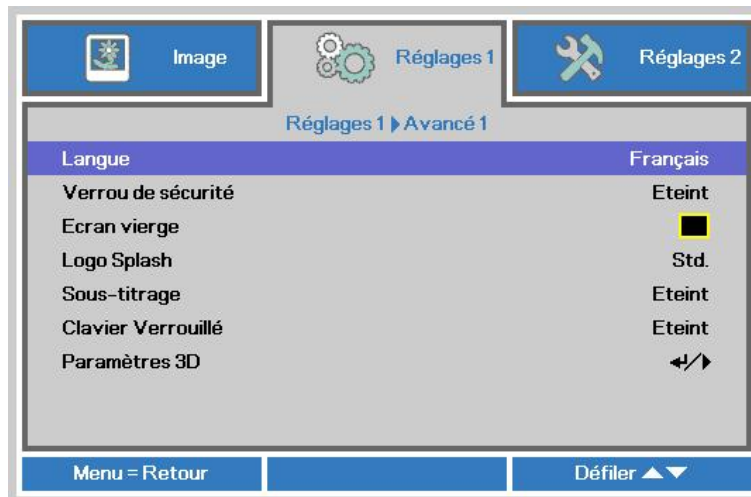 Image
Réglages 1
Réglages 2
Réglages 1 Avancé 1
Langue Français
Verrou de sécurité Eteint
Ecran vierge
Logo Splash Std.
Sous-titrage Eteint
Clavier Verrouillé Eteint
Paramètres 3D
Menu = Retour
Défiler